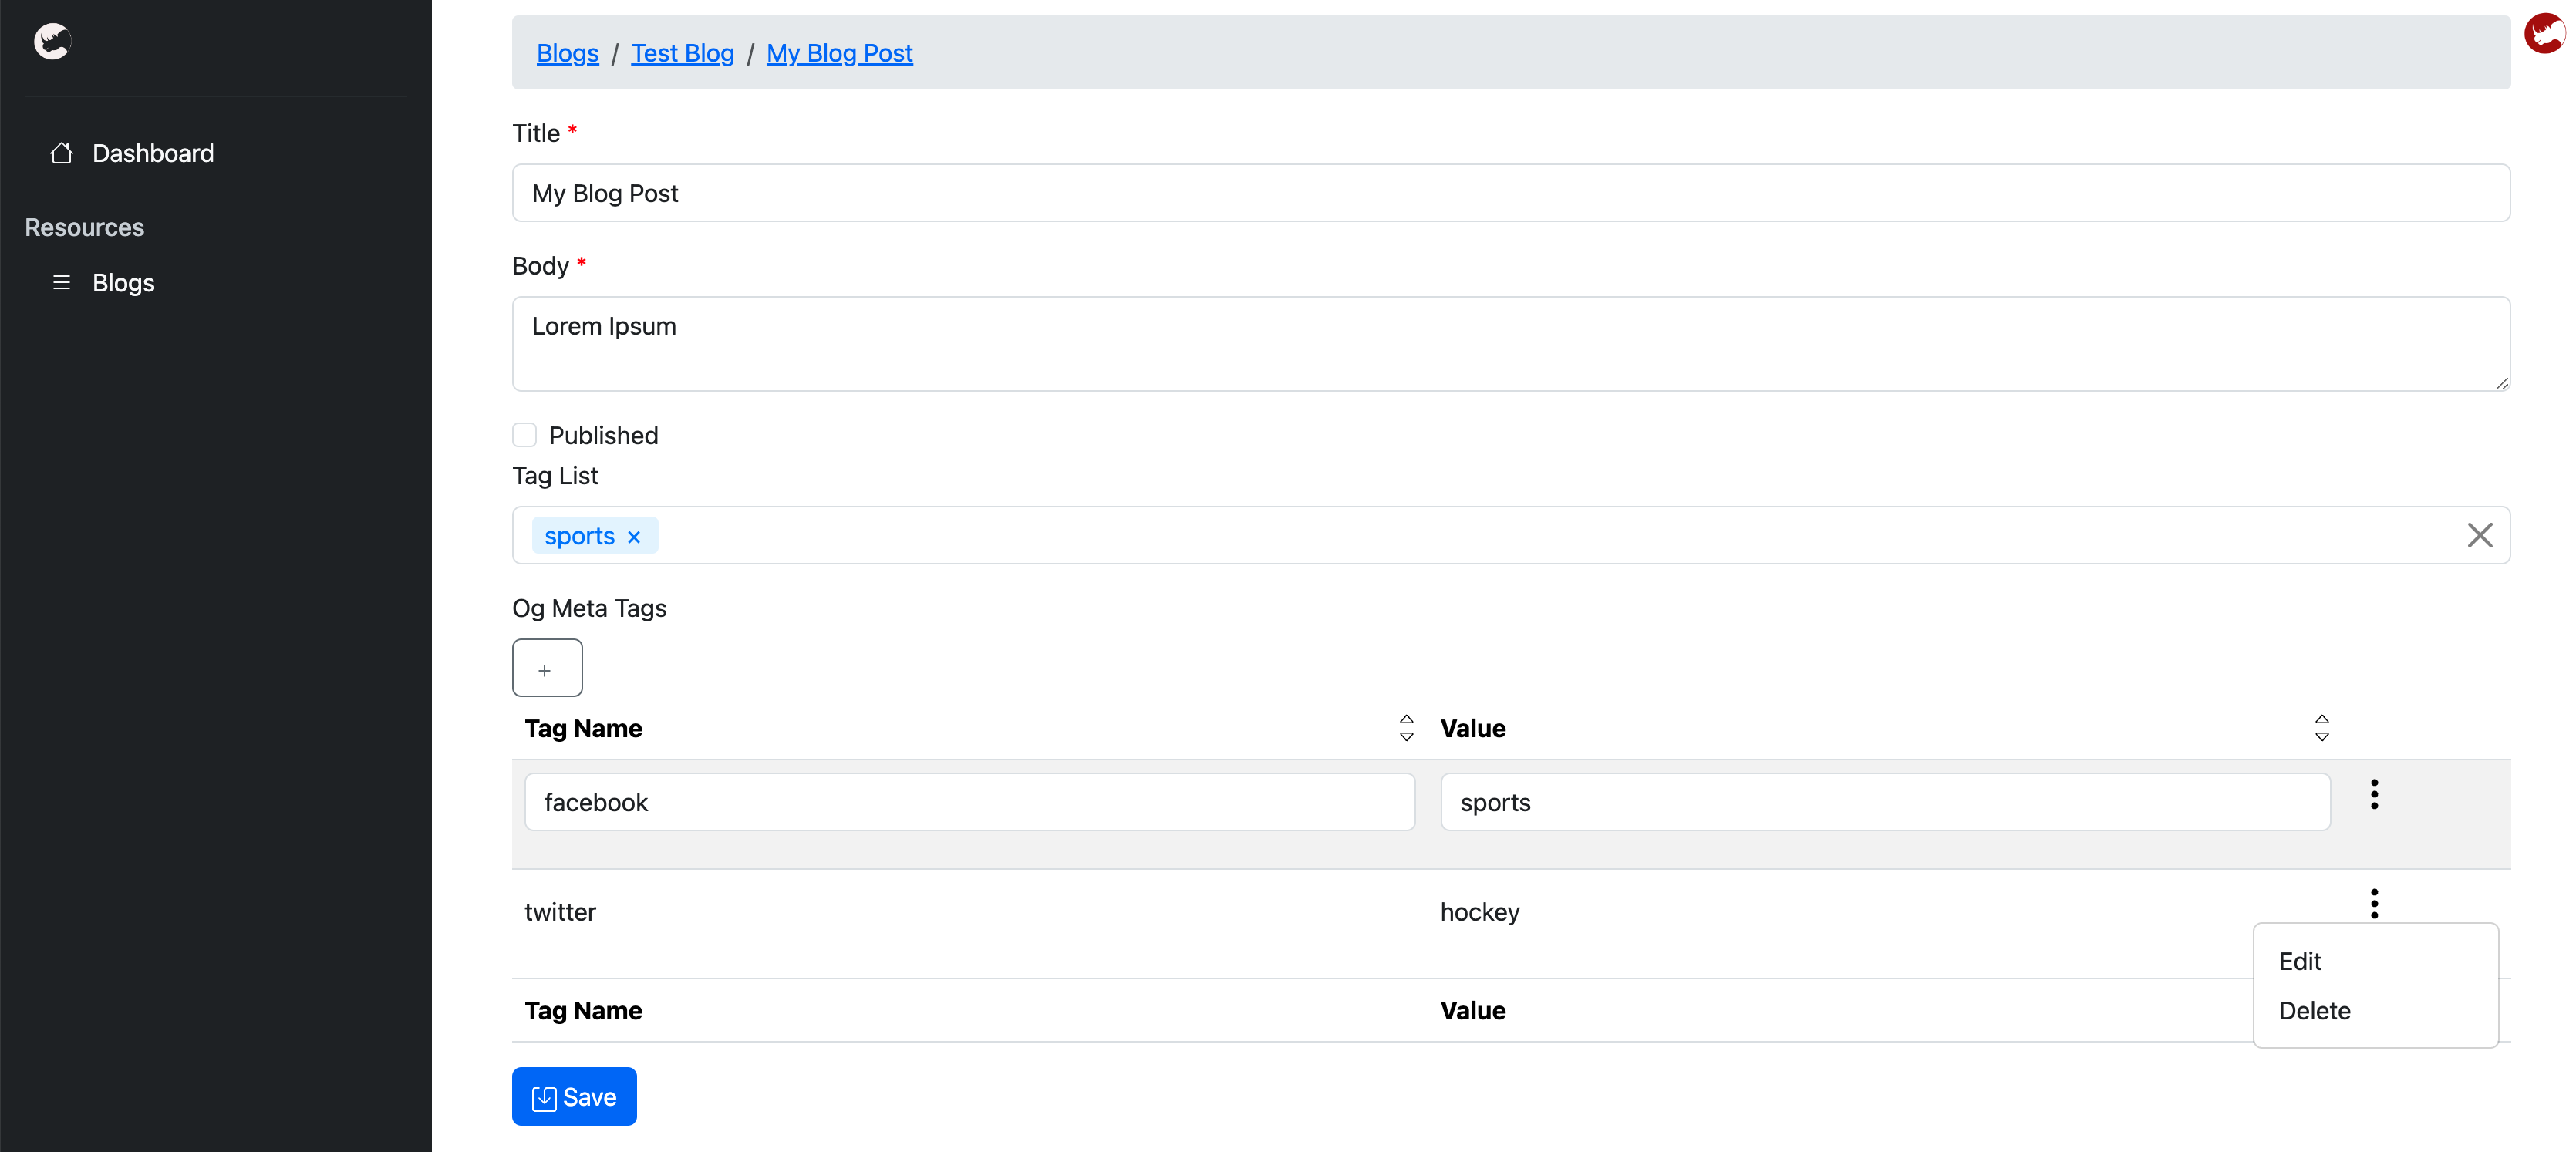 Dashboard
Resources
Blogs
Blogs / Test Blog / My Blog Post
Title *
My Blog Post
Body *
Lorem Ipsum
Published
Tag List
sports ×
Og Meta Tags
+
Tag Name Value
facebook sports
twitter hockey
Edit
Delete
Tag Name Value
Save